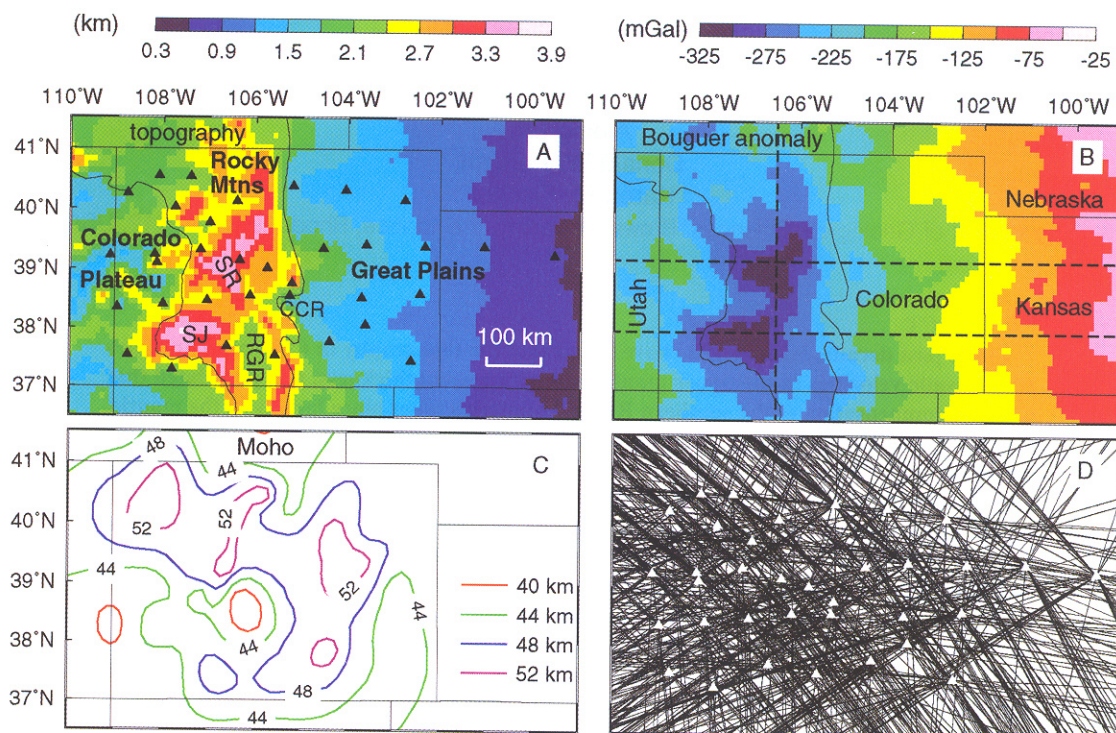 (km)
0.3 0.9 1.5 2.1 2.7 3.3 3.9
(mGal)
-325 -275 -225 -175 -125 -75 -25
110°W 108°W 106°W 104°W 102°W 100°W
110°W 108°W 106°W 104°W 102°W 100°W
41°N
40°N
39°N
38°N
37°N
topography
A
Rocky
Mtns
Colorado
Plateau
SR
Great Plains
CCR
SJ
RGR
100 km
Bouguer anomaly
B
Nebraska
Utah
Colorado
Kansas
41°N
40°N
39°N
38°N
37°N
Moho
C
48
44
52
52
44
52
44
44
48
44
44
40 km
44 km
48 km
52 km
D